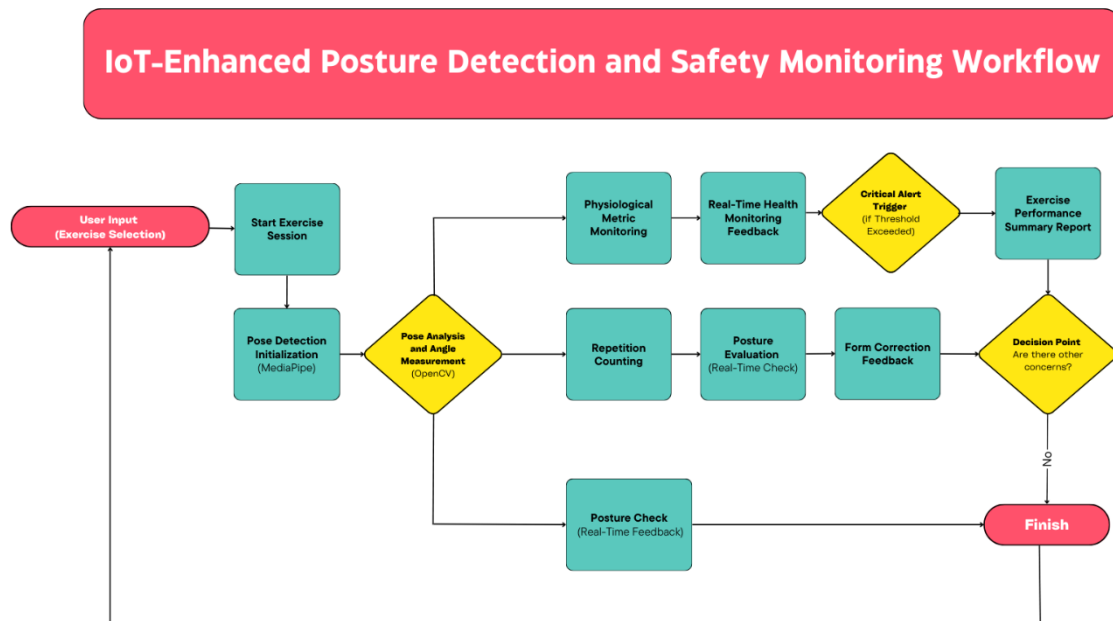 IoT-Enhanced Posture Detection and Safety Monitoring Workflow
User Input
(Exercise Selection)
Start Exercise
Session
Pose Detection
Initialization
(MediaPipe)
Pose Analysis
and Angle
Measurement
(OpenCV)
Physiological
Metric
Monitoring
Real-Time Health
Monitoring
Feedback
Critical Alert
Trigger
(If Threshold
Exceeded)
Exercise
Performance
Summary Report
Repetition
Counting
Posture
Evaluation
(Real-Time Check)
Form Correction
Feedback
Decision Point
Are there other
concerns?
No
Posture Check
(Real-Time Feedback)
Finish